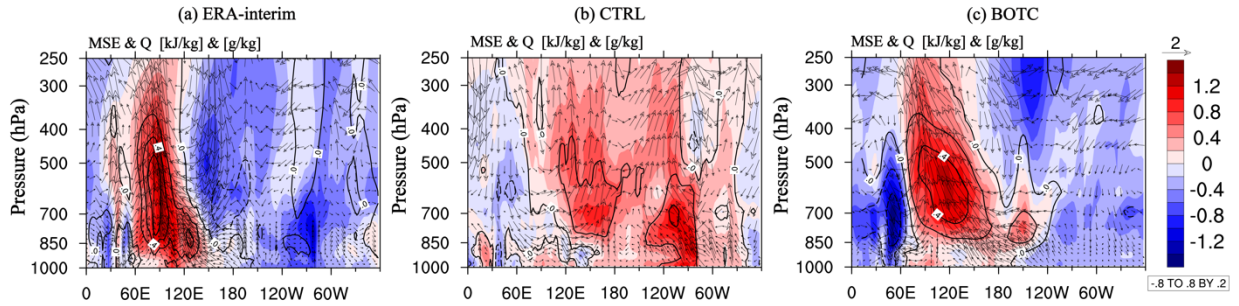 (a) ERA-interim
(b) CTRL
(c) BOTC
MSE & Q [kJ/kg] & [g/kg]
MSE & Q [kJ/kg] & [g/kg]
MSE & Q [kJ/kg] & [g/kg]
2
Pressure (hPa)
250
300
400
500
700
850
1000
0 60E 120E 120W 60W
Pressure (hPa)
250
300
400
500
700
850
1000
0 60E 120E 120W 60W
Pressure (hPa)
250
300
400
500
700
850
1000
0 60E 120E 120W 60W
1.2
0.8
0.4
0
-0.4
-0.8
-1.2
-.8 TO .8 BY .2